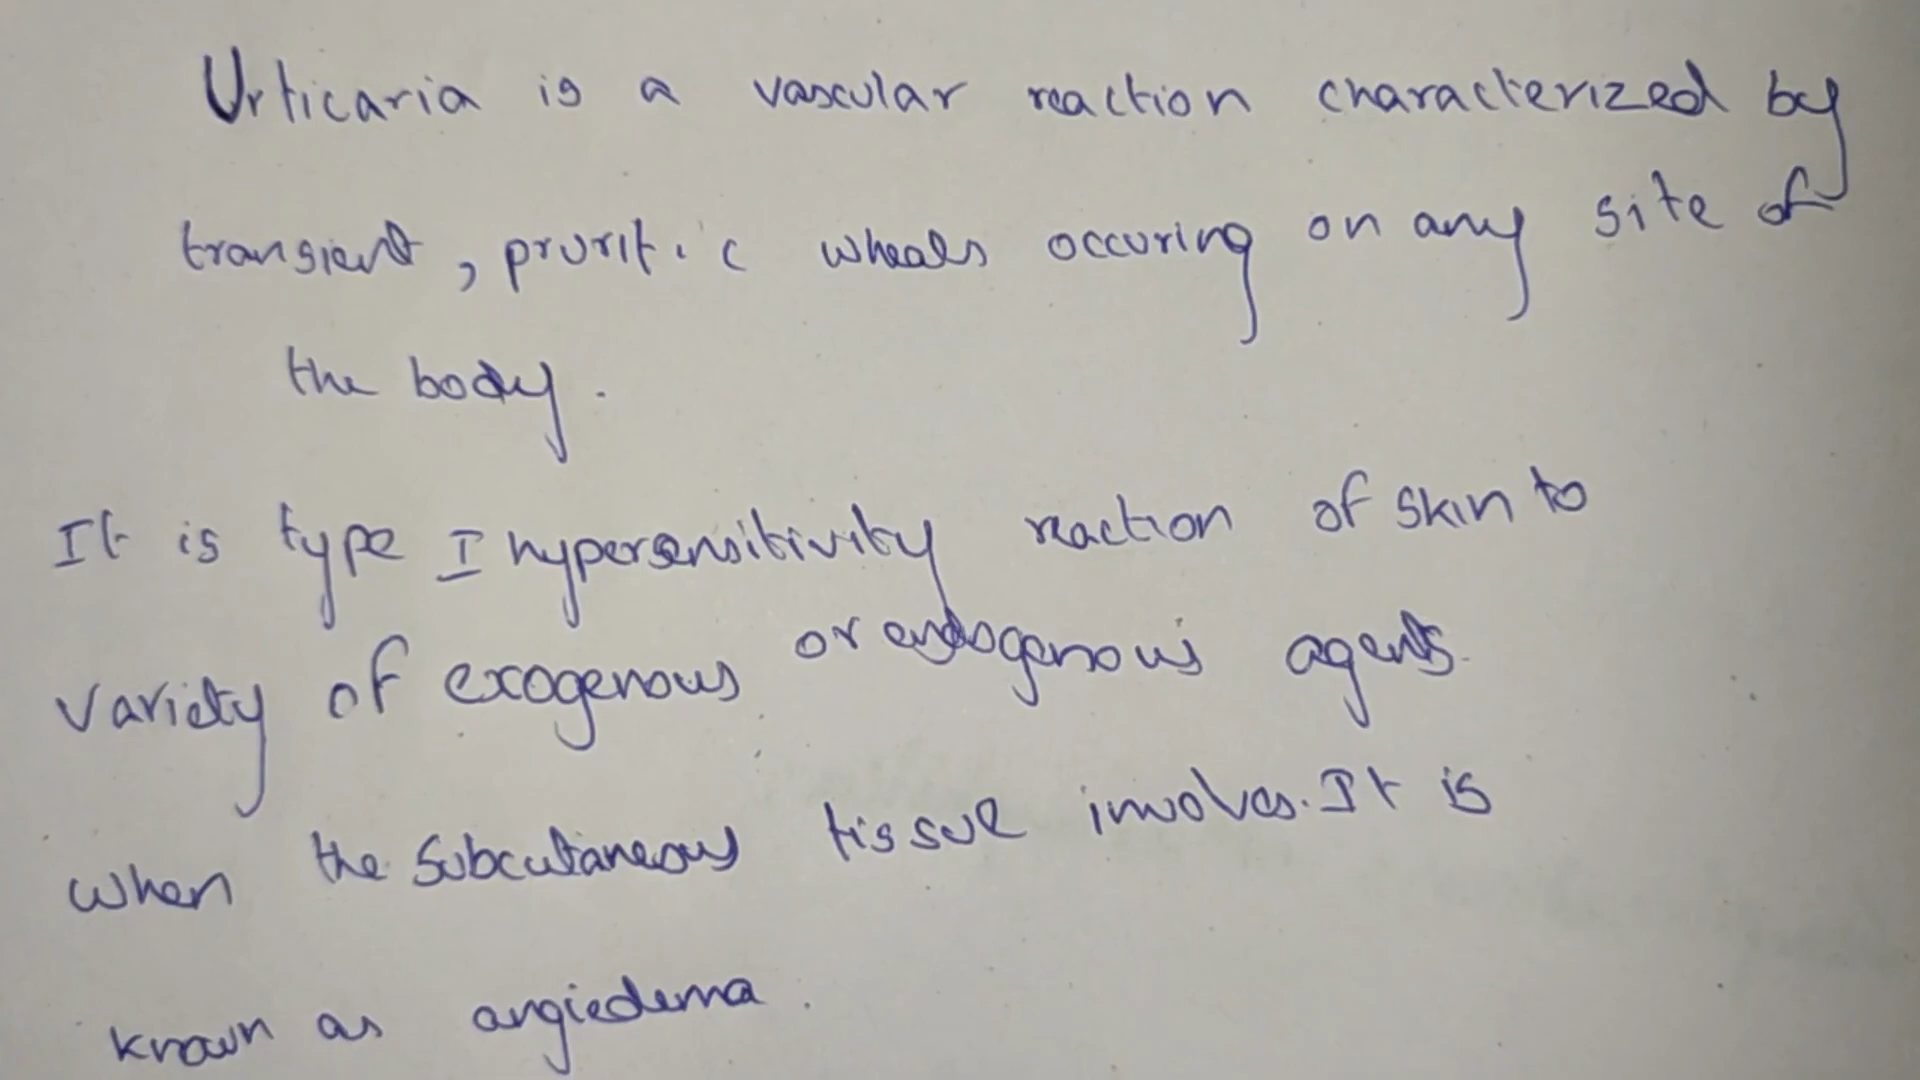 Urticaria is a vascular reaction characterized by
transient, pruritic wheals occuring on any site of
the body.
It is type I hypersensitivity reaction of skin to
variety of exogenous or endogenous agents.
when the subcutaneous tissue involves. It is
known as angiedema.